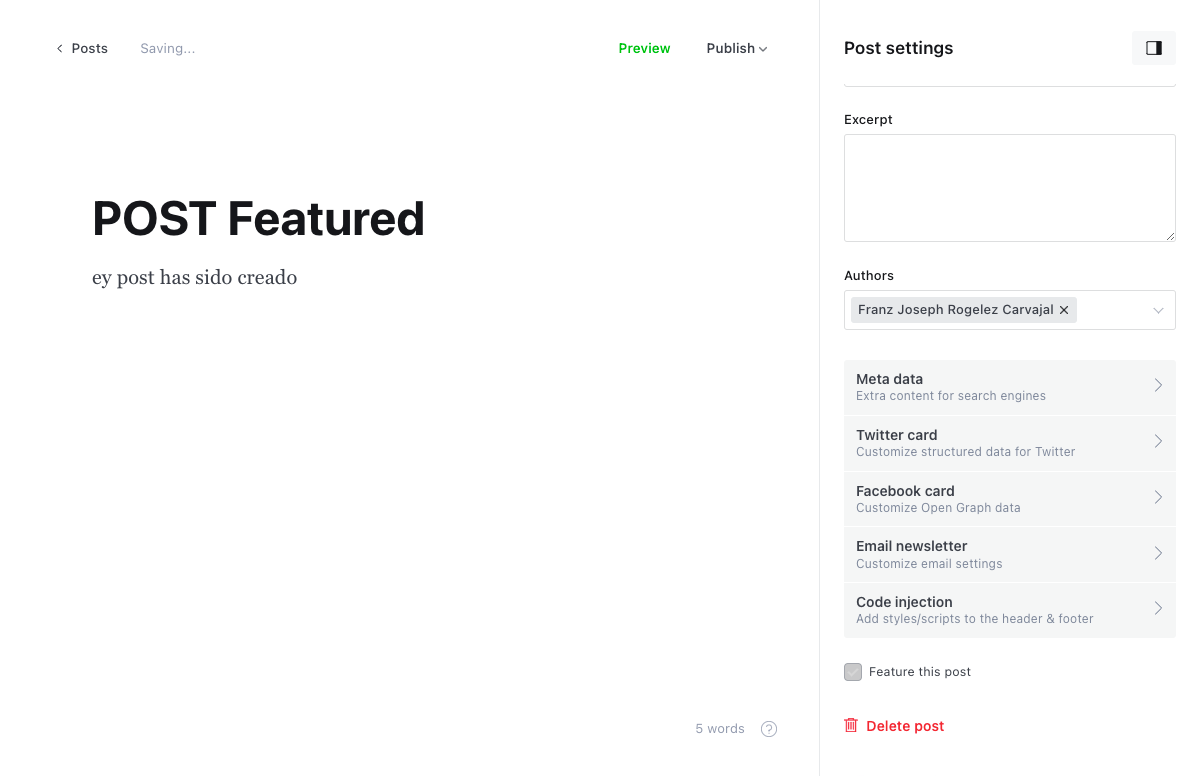 Posts
Saving...
Preview
Publish
Post settings
POST Featured
ey post has sido creado
5 words
Excerpt
Authors
Franz Joseph Rogelez Carvajal
Meta data
Extra content for search engines
Twitter card
Customize structured data for Twitter
Facebook card
Customize Open Graph data
Email newsletter
Customize email settings
Code injection
Add styles/scripts to the header & footer
Feature this post
Delete post